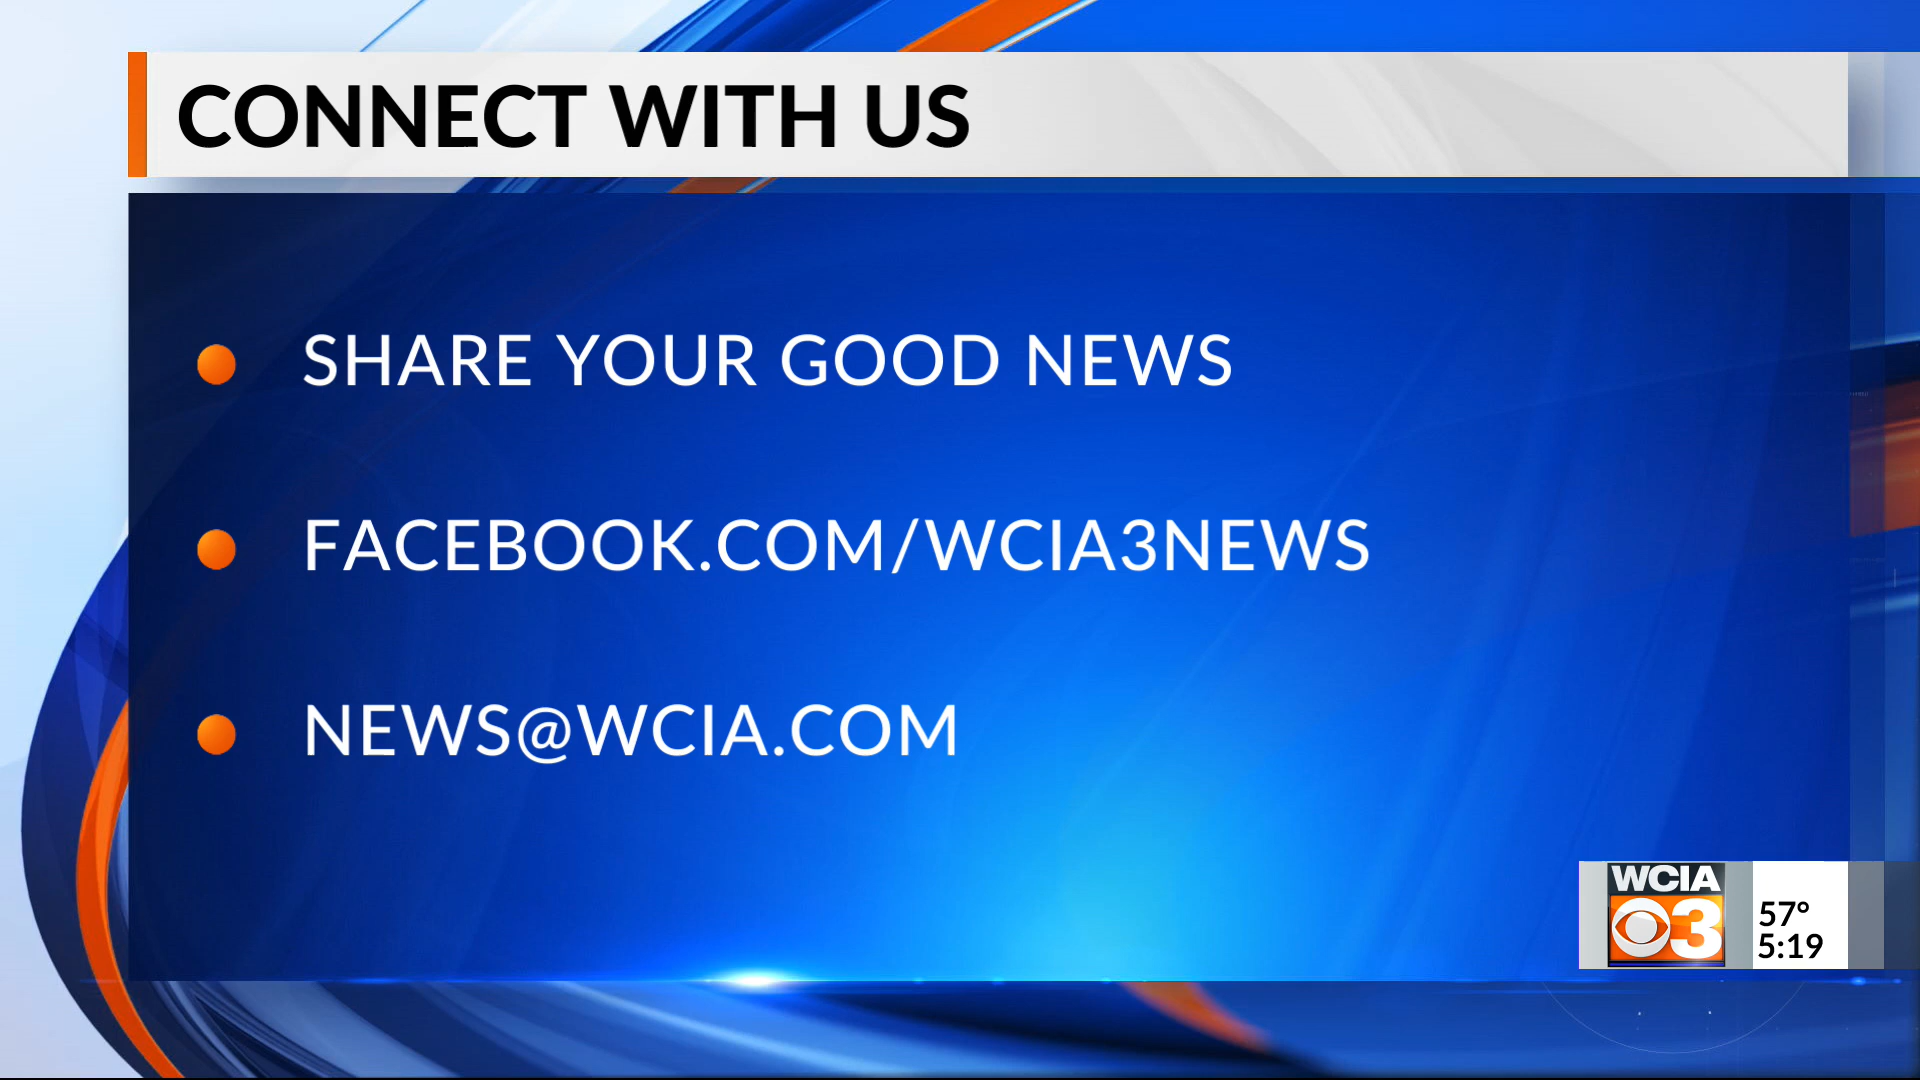 CONNECT WITH US
SHARE YOUR GOOD NEWS
FACEBOOK.COM/WCIA3NEWS
NEWS@WCIA.COM
WCIA
3
57°
5:19